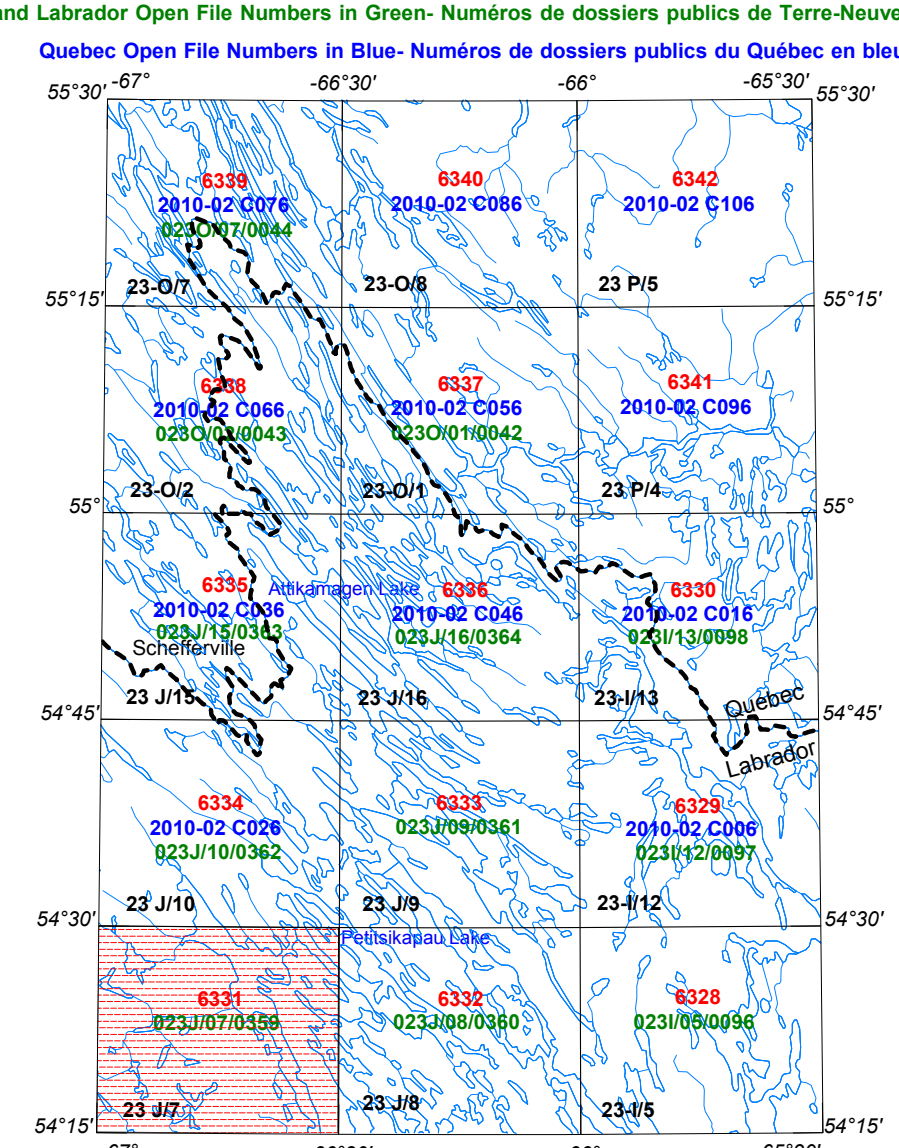 and Labrador Open File Numbers in Green- Numéros de dossiers publics de Terre-Neuve
Quebec Open File Numbers in Blue- Numéros de dossiers publics du Québec en bleu
-67° -66°30' -66° -65°30'
55°30' 55°30'
6339 6340 6342
2010-02 C076 2010-02 C086 2010-02 C106
023O/07/0044
23-O/7 23-O/8 23 P/5
55°15' 55°15'
6338 6337 6341
2010-02 C066 2010-02 C056 2010-02 C096
023O/02/0043 023O/01/0042
23-O/2 23-O/1 23 P/4
55° 55°
6335 Attikamagen Lake 6336 6330
2010-02 C036 2010-02 C046 2010-02 C016
023J/15/0363 023J/16/0364 023I/13/0098
Schefferville
23 J/15 23 J/16 23-I/13
Québec
54°45' 54°45'
Labrador
6334 6333 6329
2010-02 C026 023J/09/0361 2010-02 C006
023J/10/0362 023I/12/0097
23 J/10 23 J/9 23-I/12
54°30' 54°30'
Petitsikapau Lake
6331 6332 6328
023J/07/0359 023J/08/0360 023I/05/0096
23 J/7 23 J/8 23-I/5
54°15' 54°15'